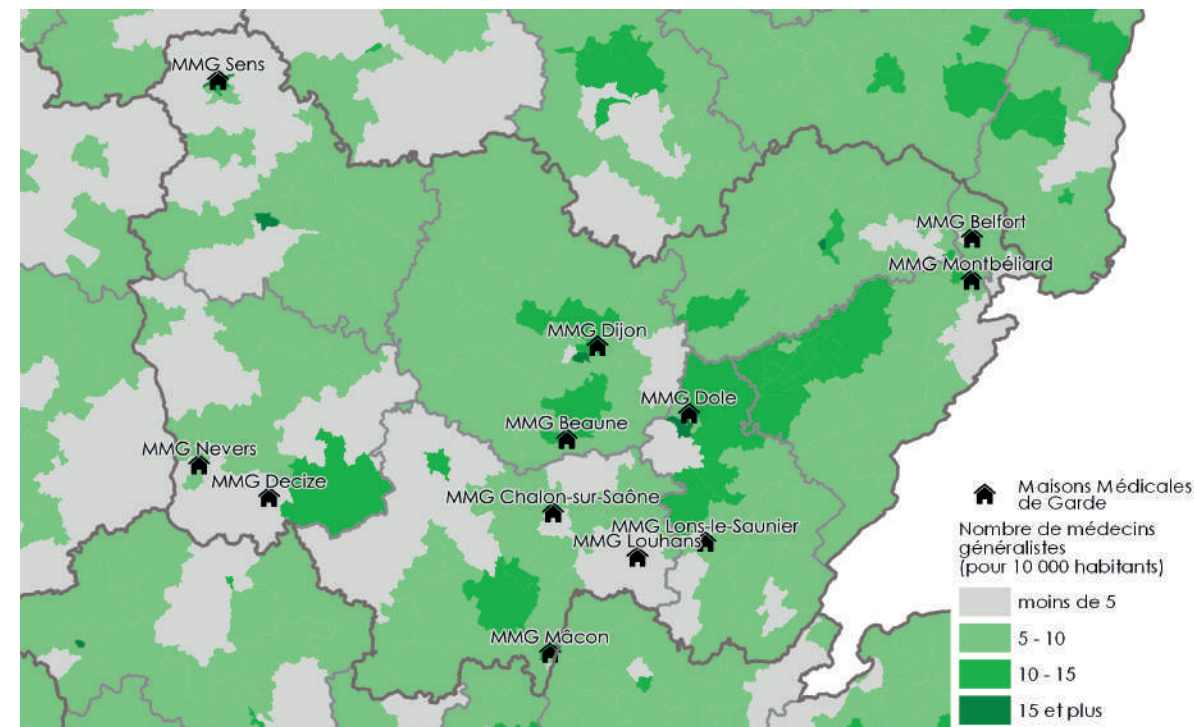 MMG Sens
MMG Belfort
MMG Montbéliard
MMG Dijon
MMG Dole
MMG Beaune
MMG Nevers
MMG Decize
MMG Chalon-sur-Saône
MMG Lons-le-Saunier
MMG Louhans
MMG Mâcon
Maisons Médicales
de Garde
Nombre de médecins
généralistes
(pour 10 000 habitants)
moins de 5
5 - 10
10 - 15
15 et plus